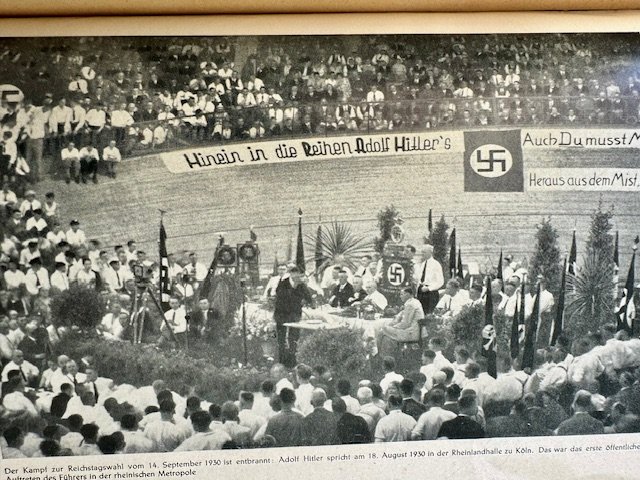 Hinein in die Reihen Adolf Hitler's
Auch Du musst M
Heraus aus dem Mist,
Der Kampf zur Reichstagswahl vom 14. September 1930 ist entbrannt: Adolf Hitler spricht am 18. August 1930 in der Rheinlandhalle zu Köln. Das war das erste öffentliche
Auftreten des Führers in der rheinischen Metropole